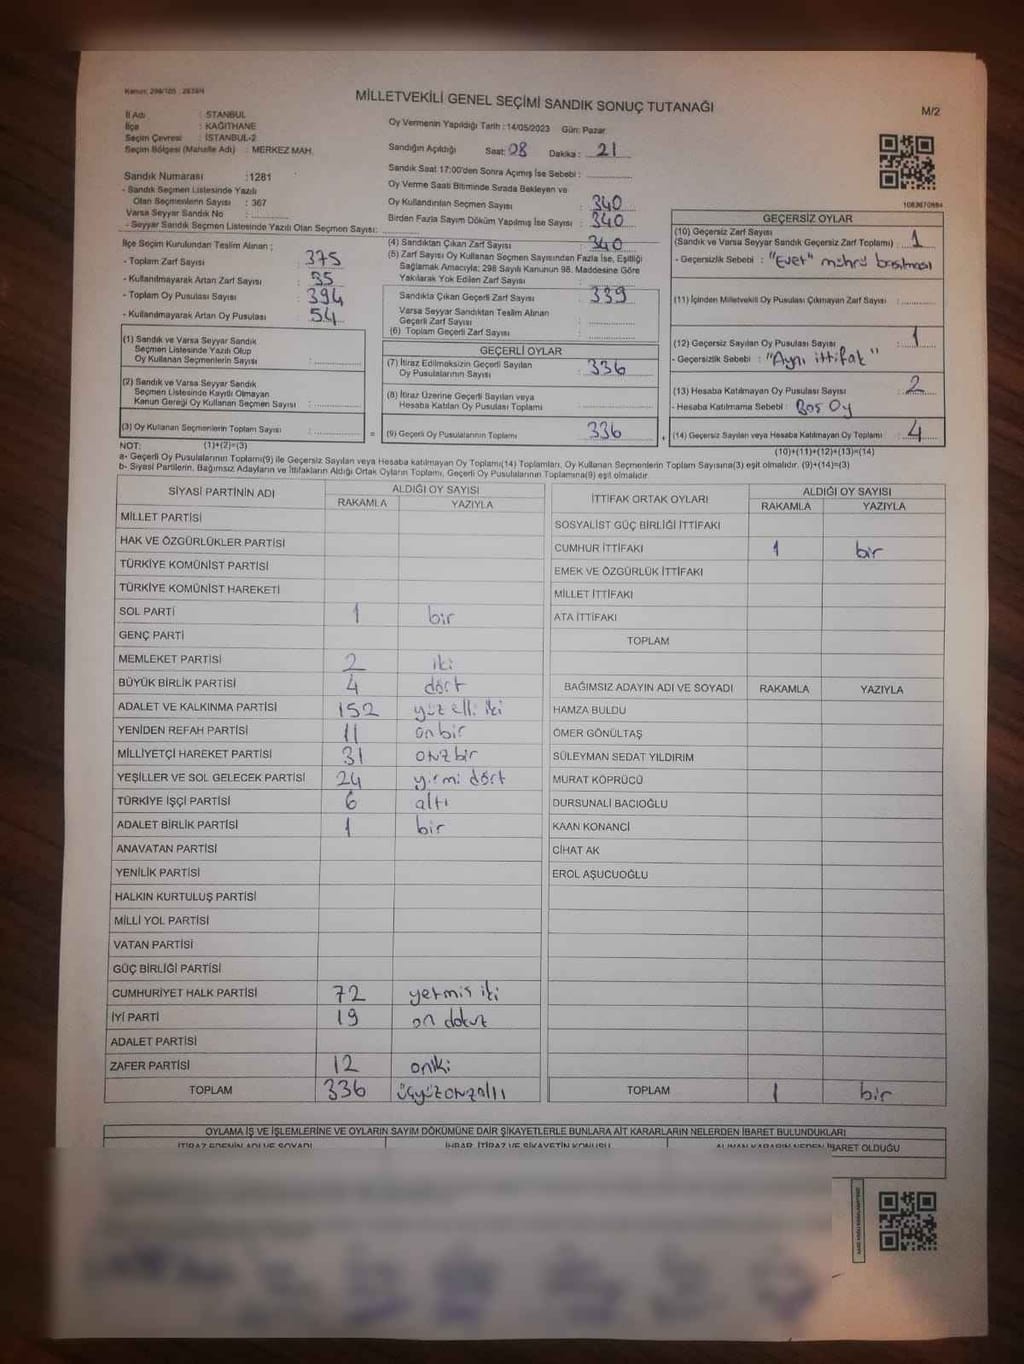 MİLLETVEKİLİ GENEL SEÇİMİ SANDIK SONUÇ TUTANAĞI
M/2
İl Adı : İSTANBUL
İlçe : KAĞITHANE
Seçim Çevresi : İSTANBUL-2
Seçim Bölgesi (Mahalle Adı) : MERKEZ MAH.
Oy Vermenin Yapıldığı Tarih : 14/05/2023 Gün: Pazar
Sandığın Açıldığı Saat: 08 Dakika : 21
Sandık Saat 17:00'den Sonra Açımış İse Sebebi :
Sandık Numarası :1281
- Sandık Seçmen Listesinde Yazılı
Olan Seçmenlerin Sayısı : 367
Varsa Seyyar Sandık No :
- Seyyar Sandık Seçmen Listesinde Yazılı Olan Seçmen Sayısı:
Oy Verme Saati Bitiminde Sırada Bekleyen ve
Oy Kullandırılan Seçmen Sayısı : 340
Birden Fazla Sayım Döküm Yapılmış İse Sayısı : 340
İlçe Seçim Kurulundan Teslim Alınan ;
- Toplam Zarf Sayısı : 375
- Kullanılmayarak Artan Zarf Sayısı : 35
- Toplam Oy Pusulası Sayısı : 394
- Kullanılmayarak Artan Oy Pusulası : 54
(4) Sandıktan Çıkan Zarf Sayısı : 340
(5) Zarf Sayısı Oy Kullanan Seçmen Sayısından Fazla İse, Eşitliği
Sağlamak Amacıyla; 298 Sayılı Kanunun 98. Maddesine Göre
Yakılarak Yok Edilen Zarf Sayısı :
Sandıkta Çıkan Geçerli Zarf Sayısı : 339
Varsa Seyyar Sandıktan Teslim Alınan
Geçerli Zarf Sayısı :
(6) Toplam Geçerli Zarf Sayısı :
(1) Sandık ve Varsa Seyyar Sandık
Seçmen Listesinde Yazılı Olup
Oy Kullanan Seçmenlerin Sayısı :
(2) Sandık ve Varsa Seyyar Sandık
Seçmen Listesinde Kayıtlı Olmayan
Kanun Gereği Oy Kullanan Seçmen Sayısı :
(3) Oy Kullanan Seçmenlerin Toplam Sayısı :
GEÇERLİ OYLAR
(7) İtiraz Edilmeksizin Geçerli Sayılan
Oy Pusulalarının Sayısı : 336
(8) İtiraz Üzerine Geçerli Sayılan veya
Hesaba Katılan Oy Pusulası Toplamı :
= (9) Geçerli Oy Pusulalarının Toplamı : 336 +
1083670884
GEÇERSİZ OYLAR
(10) Geçersiz Zarf Sayısı
(Sandık ve Varsa Seyyar Sandık Geçersiz Zarf Toplamı) : 1
- Geçersizlik Sebebi : "Evet" mührü basılması
(11) İçinden Milletvekili Oy Pusulası Çıkmayan Zarf Sayısı :
(12) Geçersiz Sayılan Oy Pusulası Sayısı : 1
- Geçersizlik Sebebi : "Aynı ittifak"
(13) Hesaba Katılmayan Oy Pusulası Sayısı : 2
- Hesaba Katılmama Sebebi : Boş Oy
(14) Geçersiz Sayılan veya Hesaba Katılmayan Oy Toplamı : 4
NOT: (1)+(2)=(3)
(10)+(11)+(12)+(13)=(14)
a- Geçerli Oy Pusulalarının Toplamı(9) ile Geçersiz Sayılan veya Hesaba katılmayan Oy Toplamı(14) Toplamları, Oy Kullanan Seçmenlerin Toplam Sayısına(3) eşit olmalıdır. (9)+(14)=(3)
b- Siyasi Partilerin, Bağımsız Adayların ve İttifakların Aldığı Ortak Oyların Toplamı, Geçerli Oy Pusulalarının Toplamına(9) eşit olmalıdır
SİYASİ PARTİNİN ADI ALDIĞI OY SAYISI
RAKAMLA YAZIYLA
MİLLET PARTİSİ
HAK VE ÖZGÜRLÜKLER PARTİSİ
TÜRKİYE KOMÜNİST PARTİSİ
TÜRKİYE KOMÜNİST HAREKETİ
SOL PARTİ 1 bir
GENÇ PARTİ
MEMLEKET PARTİSİ 2 iki
BÜYÜK BİRLİK PARTİSİ 4 dört
ADALET VE KALKINMA PARTİSİ 152 yüz elli iki
YENİDEN REFAH PARTİSİ 11 onbir
MİLLİYETÇİ HAREKET PARTİSİ 31 otuzbir
YEŞİLLER VE SOL GELECEK PARTİSİ 24 yirmi dört
TÜRKİYE İŞÇİ PARTİSİ 6 altı
ADALET BİRLİK PARTİSİ 1 bir
ANAVATAN PARTİSİ
YENİLİK PARTİSİ
HALKIN KURTULUŞ PARTİSİ
MİLLİ YOL PARTİSİ
VATAN PARTİSİ
GÜÇ BİRLİĞİ PARTİSİ
CUMHURİYET HALK PARTİSİ 72 yetmiş iki
İYİ PARTİ 19 on dokuz
ADALET PARTİSİ
ZAFER PARTİSİ 12 oniki
TOPLAM 336 üçyüzotuzaltı
İTTİFAK ORTAK OYLARI ALDIĞI OY SAYISI
RAKAMLA YAZIYLA
SOSYALİST GÜÇ BİRLİĞİ İTTİFAKI
CUMHUR İTTİFAKI 1 bir
EMEK VE ÖZGÜRLÜK İTTİFAKI
MİLLET İTTİFAKI
ATA İTTİFAKI
TOPLAM
BAĞIMSIZ ADAYIN ADI VE SOYADI RAKAMLA YAZIYLA
HAMZA BULDU
ÖMER GÖNÜLTAŞ
SÜLEYMAN SEDAT YILDIRIM
MURAT KÖPRÜCÜ
DURSUNALİ BACIOĞLU
KAAN KONANCİ
CİHAT AK
EROL AŞUCUOĞLU
TOPLAM 1 bir
OYLAMA İŞ VE İŞLEMLERİNE VE OYLARIN SAYIM DÖKÜMÜNE DAİR ŞİKAYETLERLE BUNLARA AİT KARARLARIN NELERDEN İBARET BULUNDUKLARI
İTİRAZ EDENİN ADI VE SOYADI İHBAR, İTİRAZ VE ŞİKAYETİN KONUSU ALINAN KARARIN NEDEN İBARET OLDUĞU